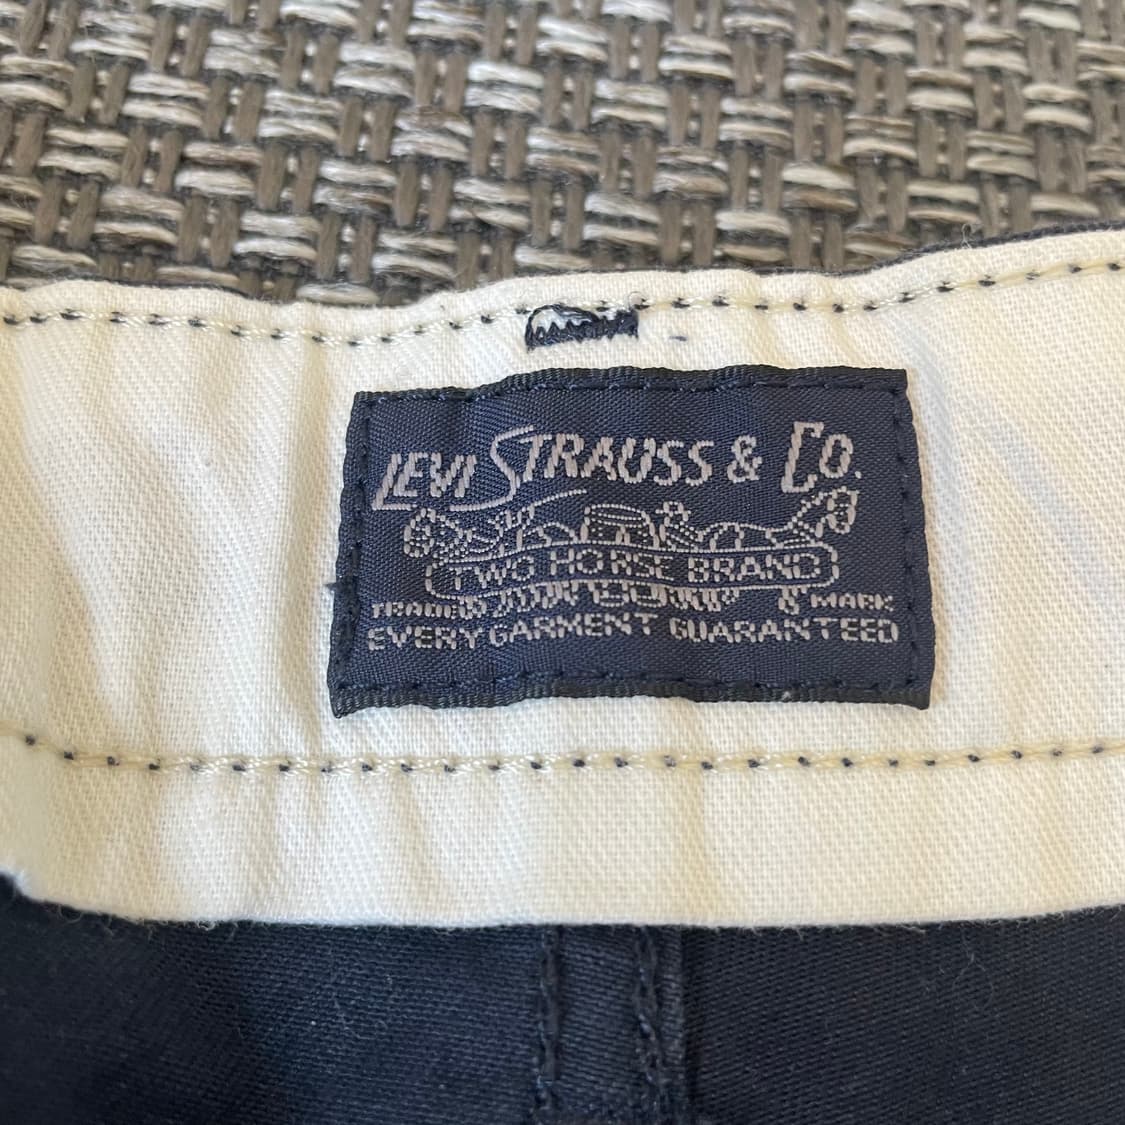 LEVI STRAUSS & CO.
TWO HORSE BRAND
TRADE MARK
EVERY GARMENT GUARANTEED